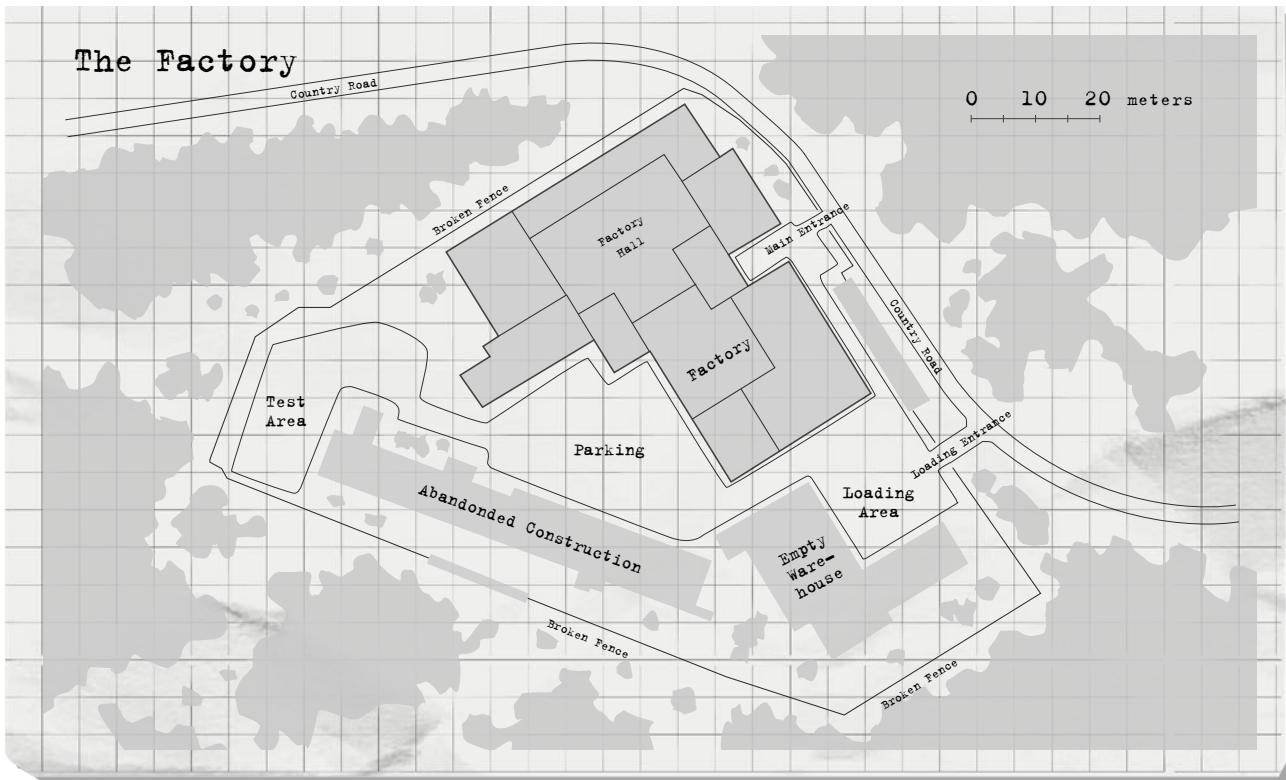 The Factory
Country Road
0 10 20 meters
Broken Fence
Factory
Hall
Main Entrance
Country Road
Factory
Test
Area
Parking
Loading Entrance
Loading
Area
Abandonded Construction
Empty
Ware-
house
Broken Fence
Broken Fence